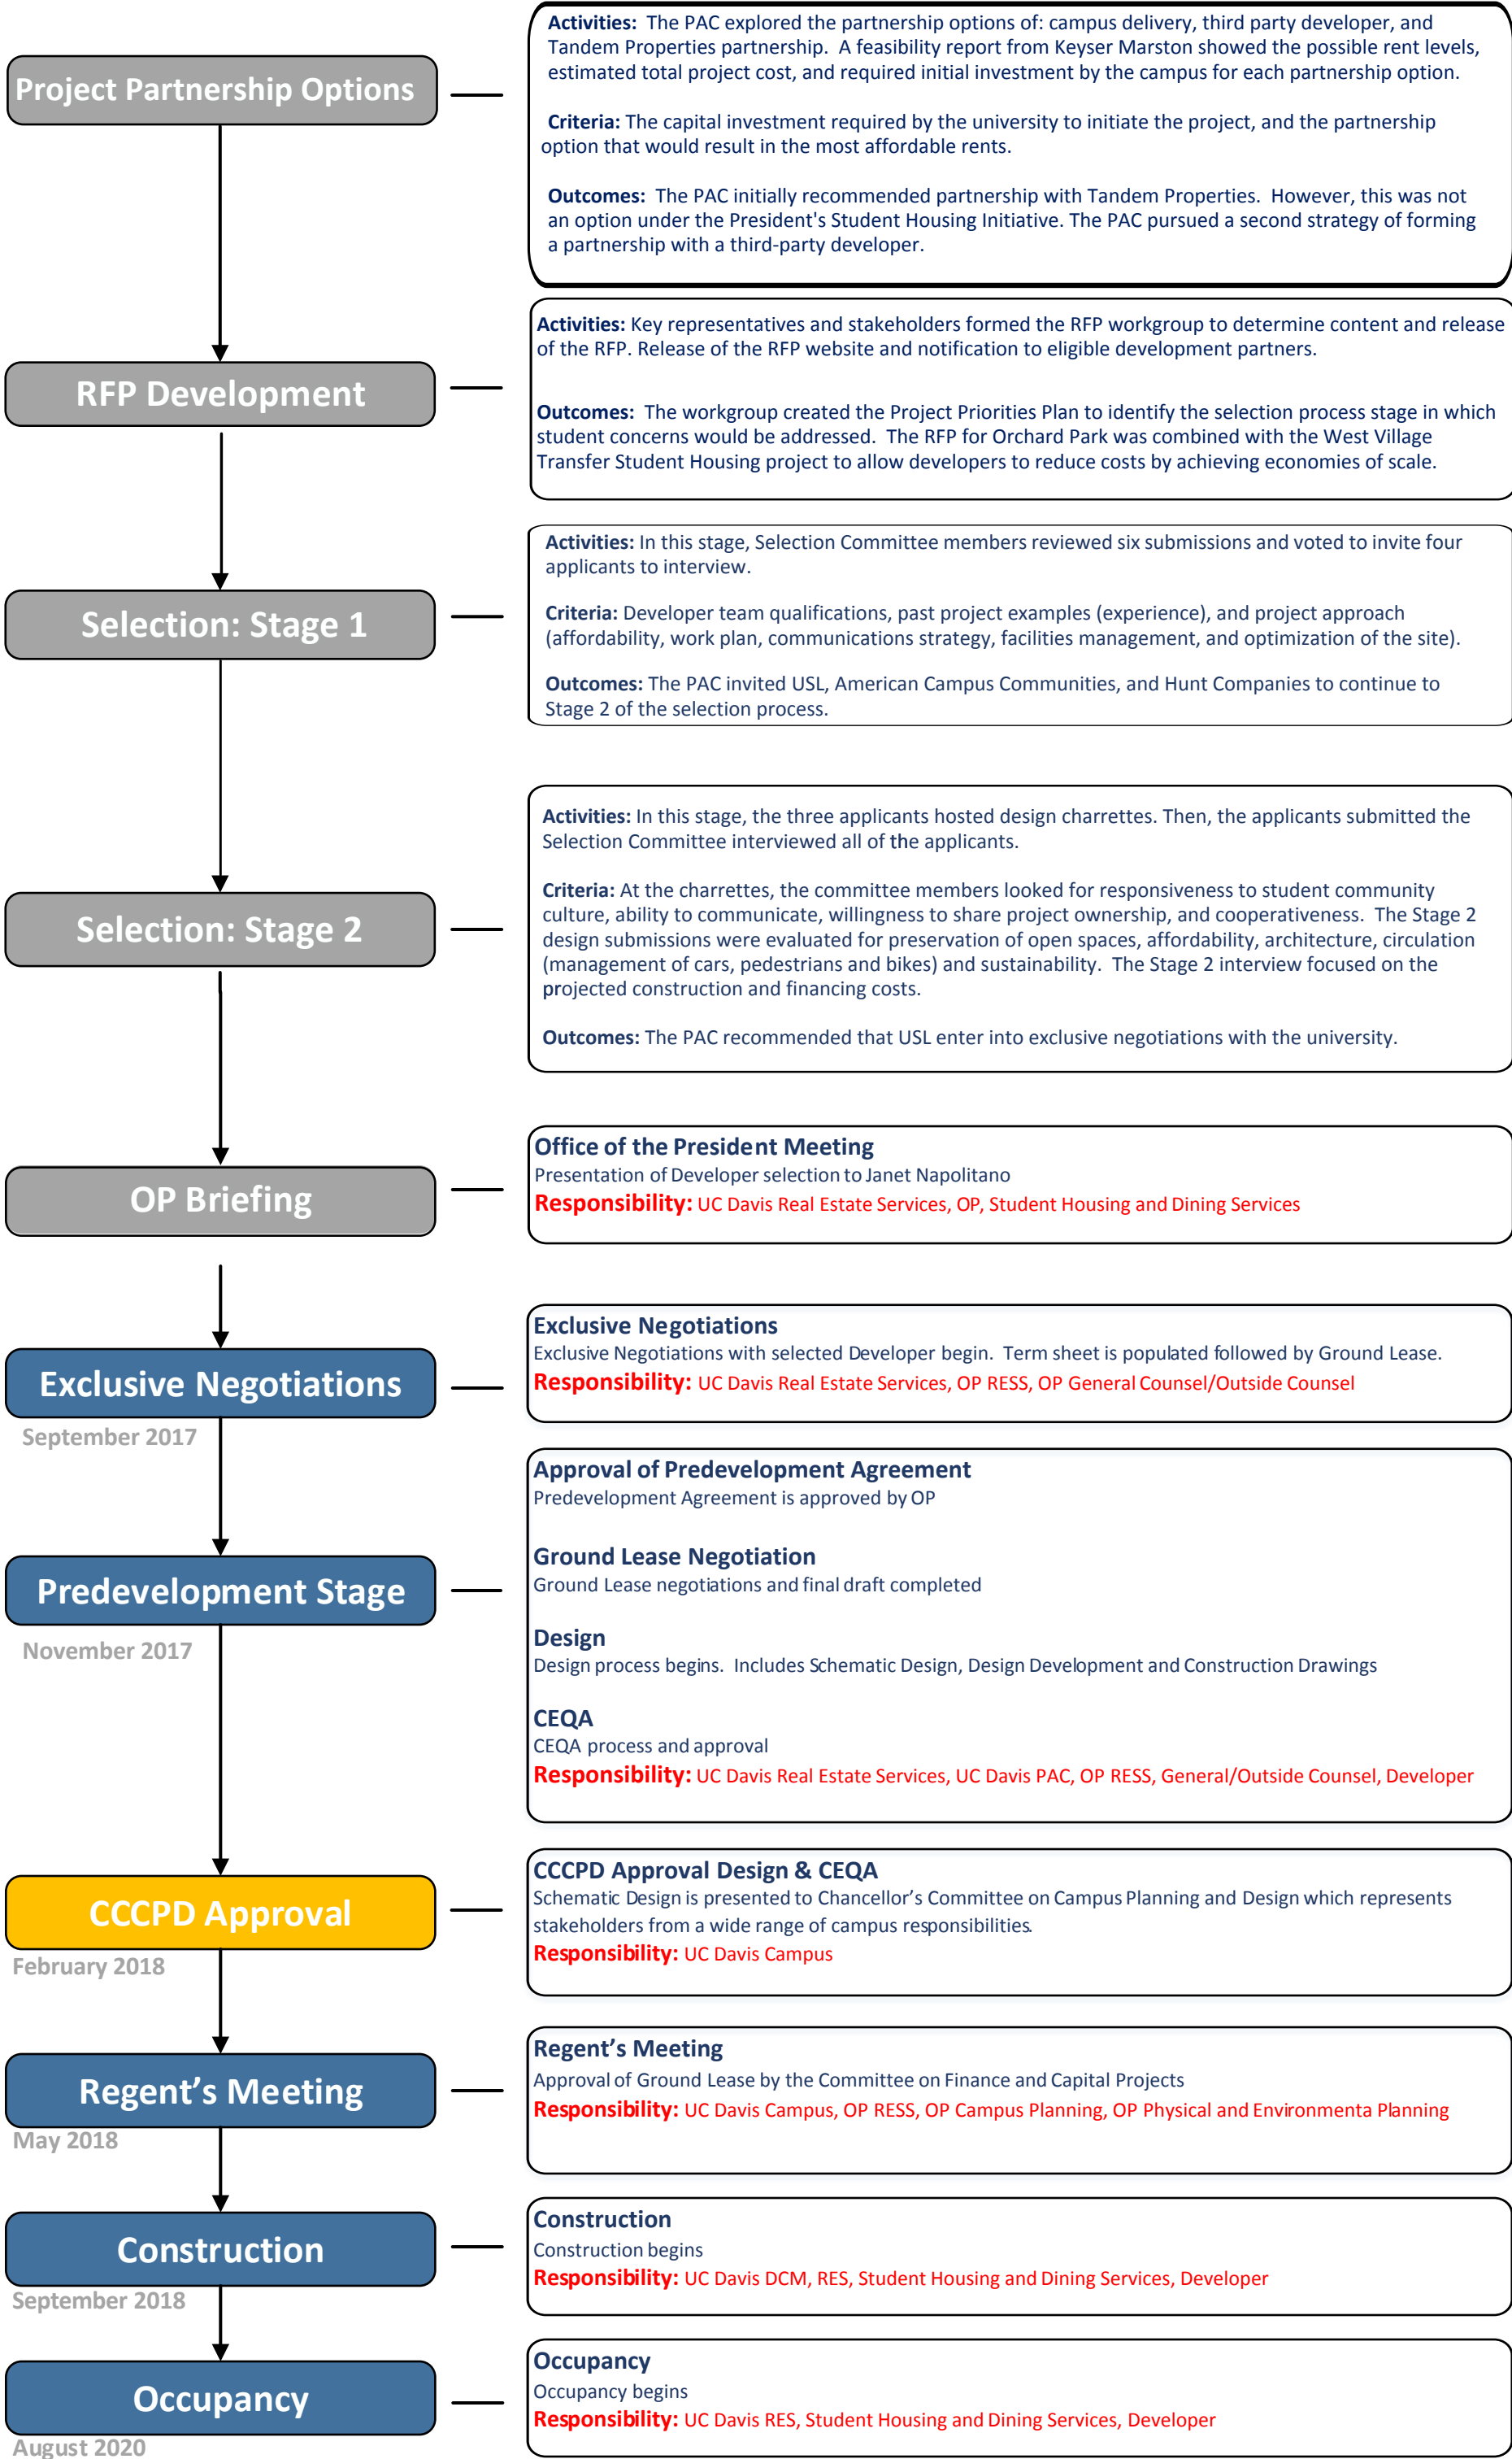 Project Partnership Options
Activities: The PAC explored the partnership options of: campus delivery, third party developer, and
Tandem Properties partnership. A feasibility report from Keyser Marston showed the possible rent levels,
estimated total project cost, and required initial investment by the campus for each partnership option.
Criteria: The capital investment required by the university to initiate the project, and the partnership
option that would result in the most affordable rents.
Outcomes: The PAC initially recommended partnership with Tandem Properties. However, this was not
an option under the President's Student Housing Initiative. The PAC pursued a second strategy of forming
a partnership with a third-party developer.
RFP Development
Activities: Key representatives and stakeholders formed the RFP workgroup to determine content and release
of the RFP. Release of the RFP website and notification to eligible development partners.
Outcomes: The workgroup created the Project Priorities Plan to identify the selection process stage in which
student concerns would be addressed. The RFP for Orchard Park was combined with the West Village
Transfer Student Housing project to allow developers to reduce costs by achieving economies of scale.
Selection: Stage 1
Activities: In this stage, Selection Committee members reviewed six submissions and voted to invite four
applicants to interview.
Criteria: Developer team qualifications, past project examples (experience), and project approach
(affordability, work plan, communications strategy, facilities management, and optimization of the site).
Outcomes: The PAC invited USL, American Campus Communities, and Hunt Companies to continue to
Stage 2 of the selection process.
Selection: Stage 2
Activities: In this stage, the three applicants hosted design charrettes. Then, the applicants submitted the
Selection Committee interviewed all of the applicants.
Criteria: At the charrettes, the committee members looked for responsiveness to student community
culture, ability to communicate, willingness to share project ownership, and cooperativeness. The Stage 2
design submissions were evaluated for preservation of open spaces, affordability, architecture, circulation
(management of cars, pedestrians and bikes) and sustainability. The Stage 2 interview focused on the
projected construction and financing costs.
Outcomes: The PAC recommended that USL enter into exclusive negotiations with the university.
OP Briefing
Office of the President Meeting
Presentation of Developer selection to Janet Napolitano
Responsibility: UC Davis Real Estate Services, OP, Student Housing and Dining Services
Exclusive Negotiations
September 2017
Exclusive Negotiations
Exclusive Negotiations with selected Developer begin. Term sheet is populated followed by Ground Lease.
Responsibility: UC Davis Real Estate Services, OP RESS, OP General Counsel/Outside Counsel
Predevelopment Stage
November 2017
Approval of Predevelopment Agreement
Predevelopment Agreement is approved by OP
Ground Lease Negotiation
Ground Lease negotiations and final draft completed
Design
Design process begins. Includes Schematic Design, Design Development and Construction Drawings
CEQA
CEQA process and approval
Responsibility: UC Davis Real Estate Services, UC Davis PAC, OP RESS, General/Outside Counsel, Developer
CCCPD Approval
February 2018
CCCPD Approval Design & CEQA
Schematic Design is presented to Chancellor's Committee on Campus Planning and Design which represents
stakeholders from a wide range of campus responsibilities.
Responsibility: UC Davis Campus
Regent's Meeting
May 2018
Regent's Meeting
Approval of Ground Lease by the Committee on Finance and Capital Projects
Responsibility: UC Davis Campus, OP RESS, OP Campus Planning, OP Physical and Environmenta Planning
Construction
September 2018
Construction
Construction begins
Responsibility: UC Davis DCM, RES, Student Housing and Dining Services, Developer
Occupancy
August 2020
Occupancy
Occupancy begins
Responsibility: UC Davis RES, Student Housing and Dining Services, Developer